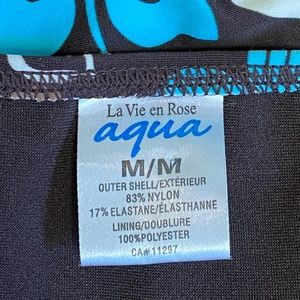 La Vie en Rose
aqua
M/M
OUTER SHELL/EXTÉRIEUR
83% NYLON
17% ELASTANE/ÉLASTHANNE
LINING/DOUBLURE
100%POLYESTER
CA#11297